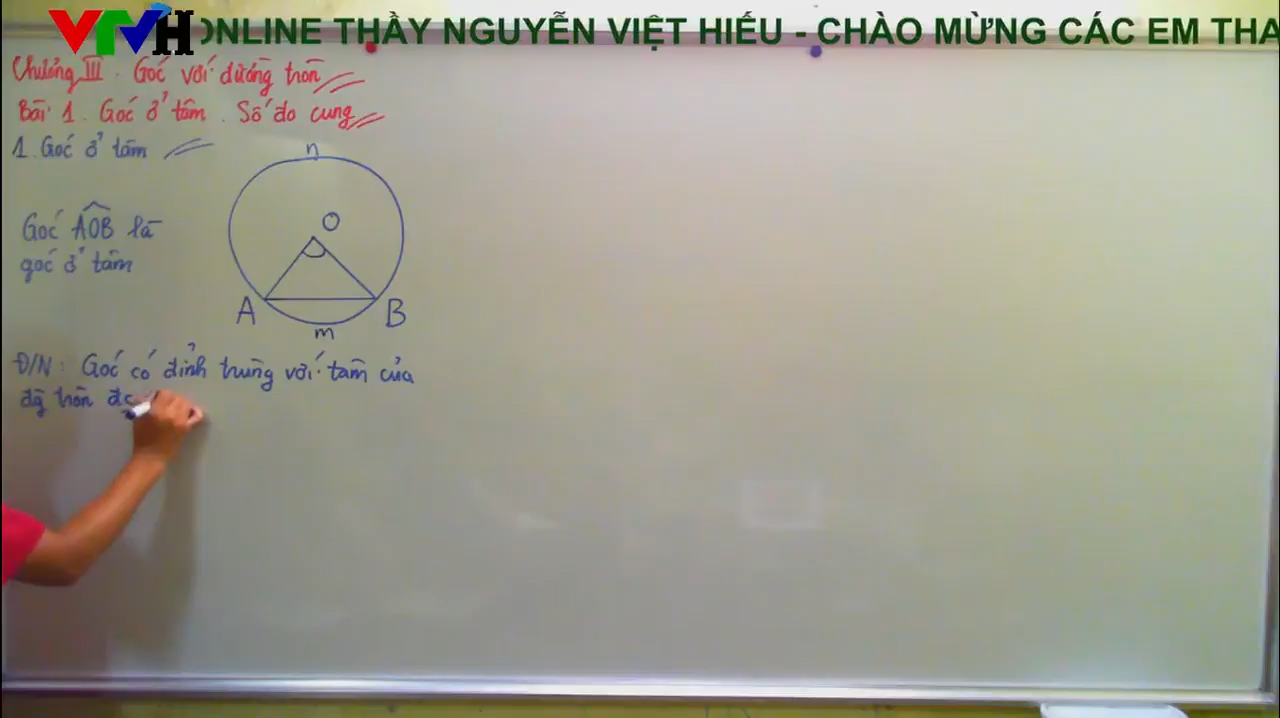 VTVH
ONLINE THẦY NGUYỄN VIỆT HIẾU - CHÀO MỪNG CÁC EM THA
Chương III. Góc với đường tròn
Bài 1. Góc ở tâm. Số đo cung
1. Góc ở tâm
n
Góc AOB là
góc ở tâm
O
A
B
m
Đ/N: Góc có đỉnh trùng với tâm của
đg tròn đc